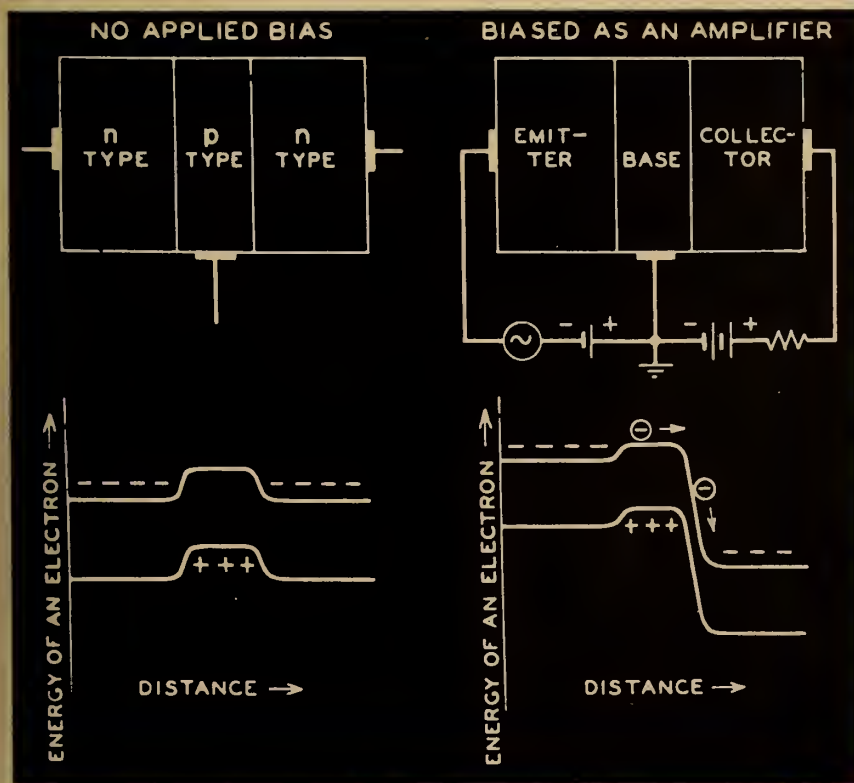 NO APPLIED BIAS
n TYPE
p TYPE
n TYPE
ENERGY OF AN ELECTRON →
- - - - - -
- - - - - -
+ + +
DISTANCE →
BIASED AS AN AMPLIFIER
EMIT-
TER
BASE
COLLEC-
TOR
~
- +
- +
ENERGY OF AN ELECTRON →
- - - - - -
⊖ →
⊖
+ + +
- - - -
DISTANCE →